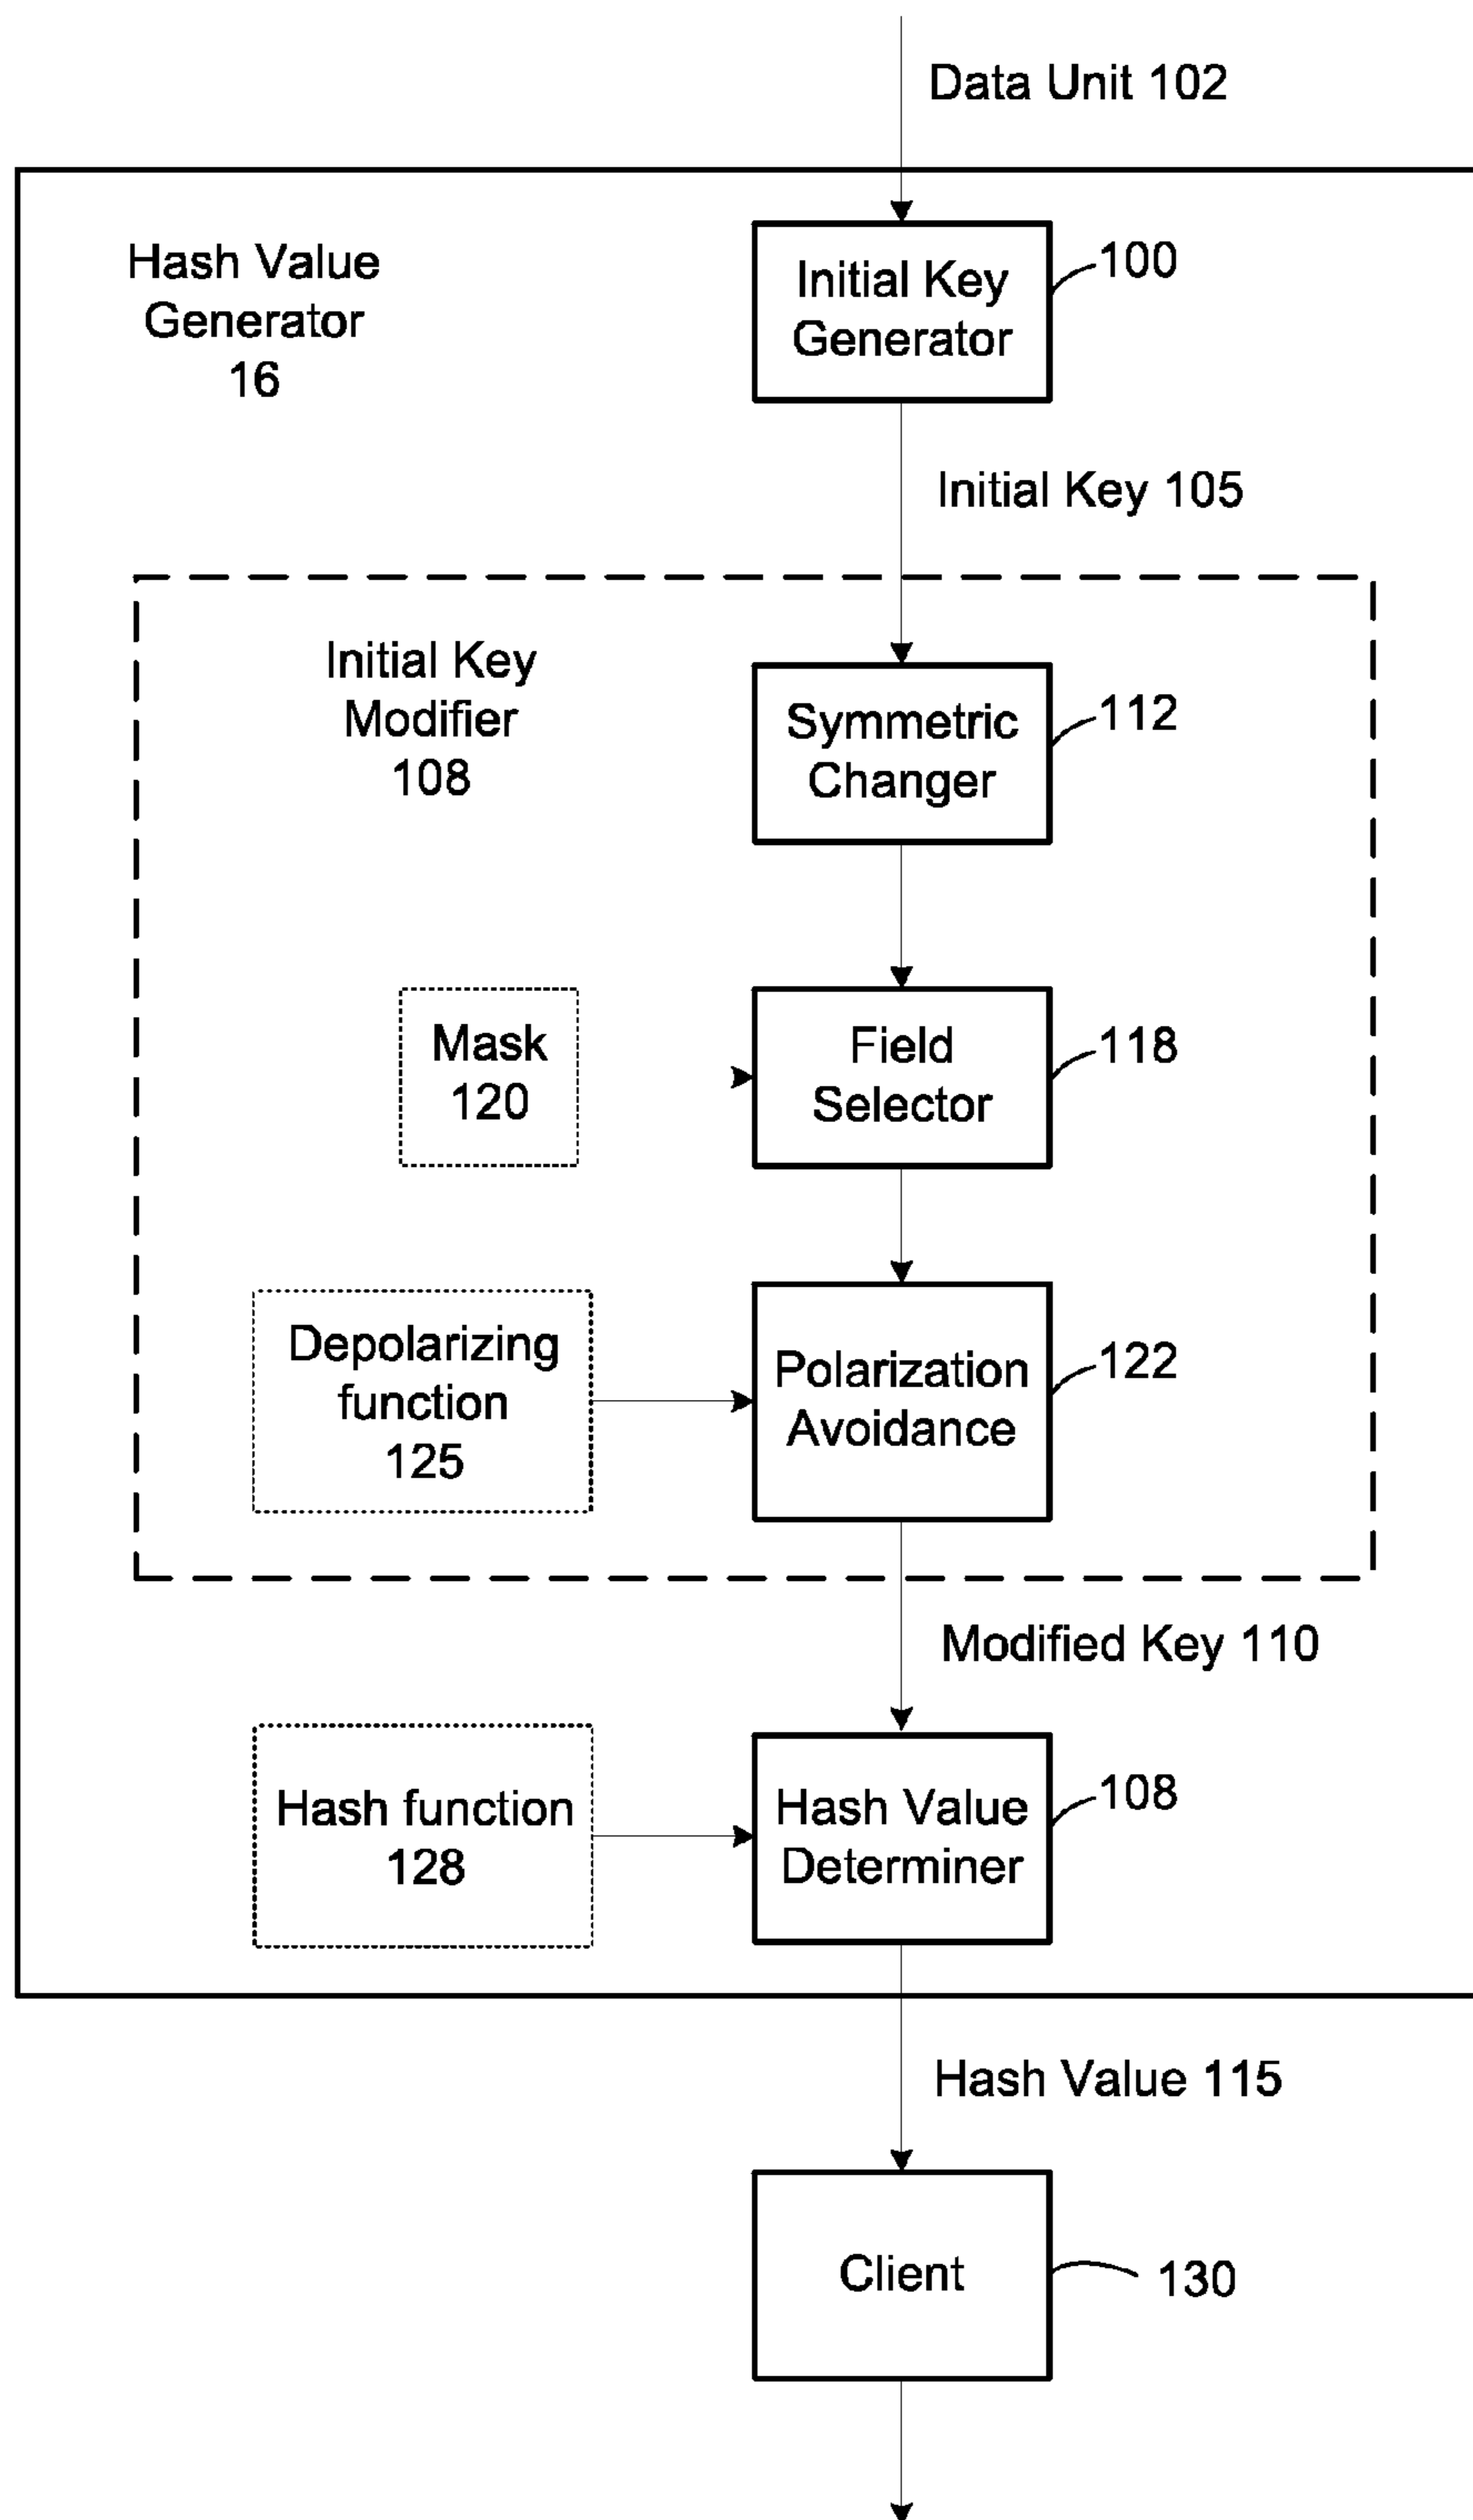 Data Unit 102
Hash Value
Generator
16
Initial Key
Generator
100
Initial Key 105
Initial Key
Modifier
108
Symmetric
Changer
112
Mask
120
Field
Selector
118
Depolarizing
function
125
Polarization
Avoidance
122
Modified Key 110
Hash function
128
Hash Value
Determiner
108
Hash Value 115
Client
130